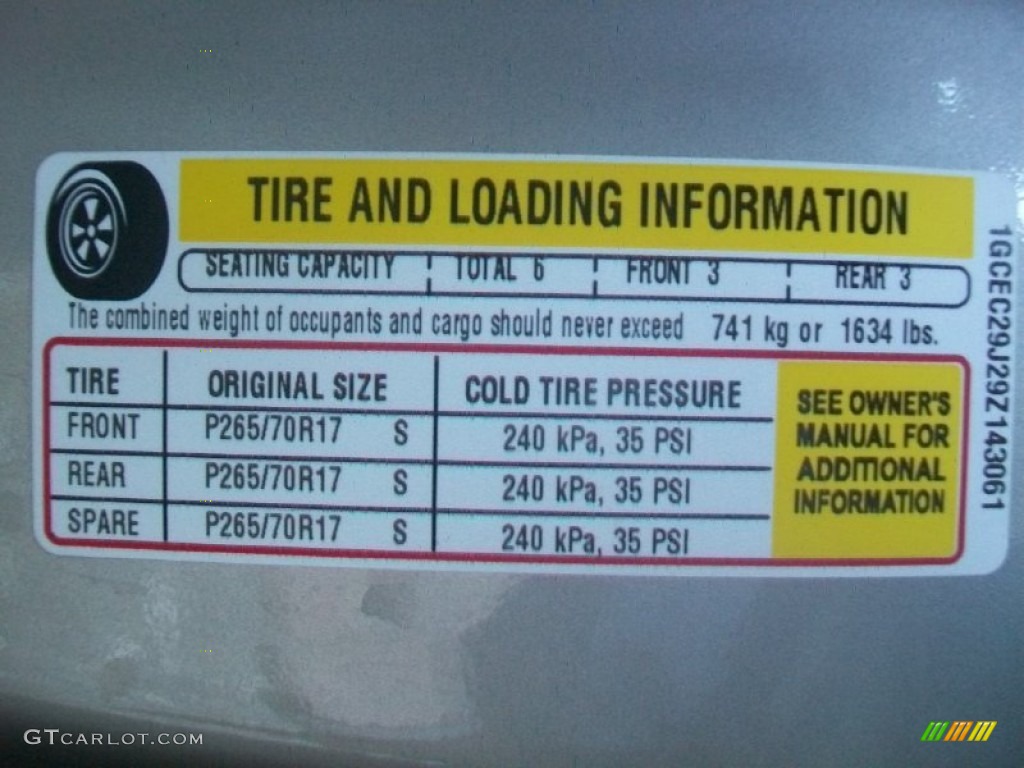 TIRE AND LOADING INFORMATION
SEATING CAPACITY TOTAL 6 FRONT 3 REAR 3
The combined weight of occupants and cargo should never exceed 741 kg or 1634 lbs.
TIRE ORIGINAL SIZE COLD TIRE PRESSURE
FRONT P265/70R17 S 240 kPa, 35 PSI
REAR P265/70R17 S 240 kPa, 35 PSI
SPARE P265/70R17 S 240 kPa, 35 PSI
SEE OWNER'S
MANUAL FOR
ADDITIONAL
INFORMATION
1GCEC29J29Z143061
GTCARLOT.COM